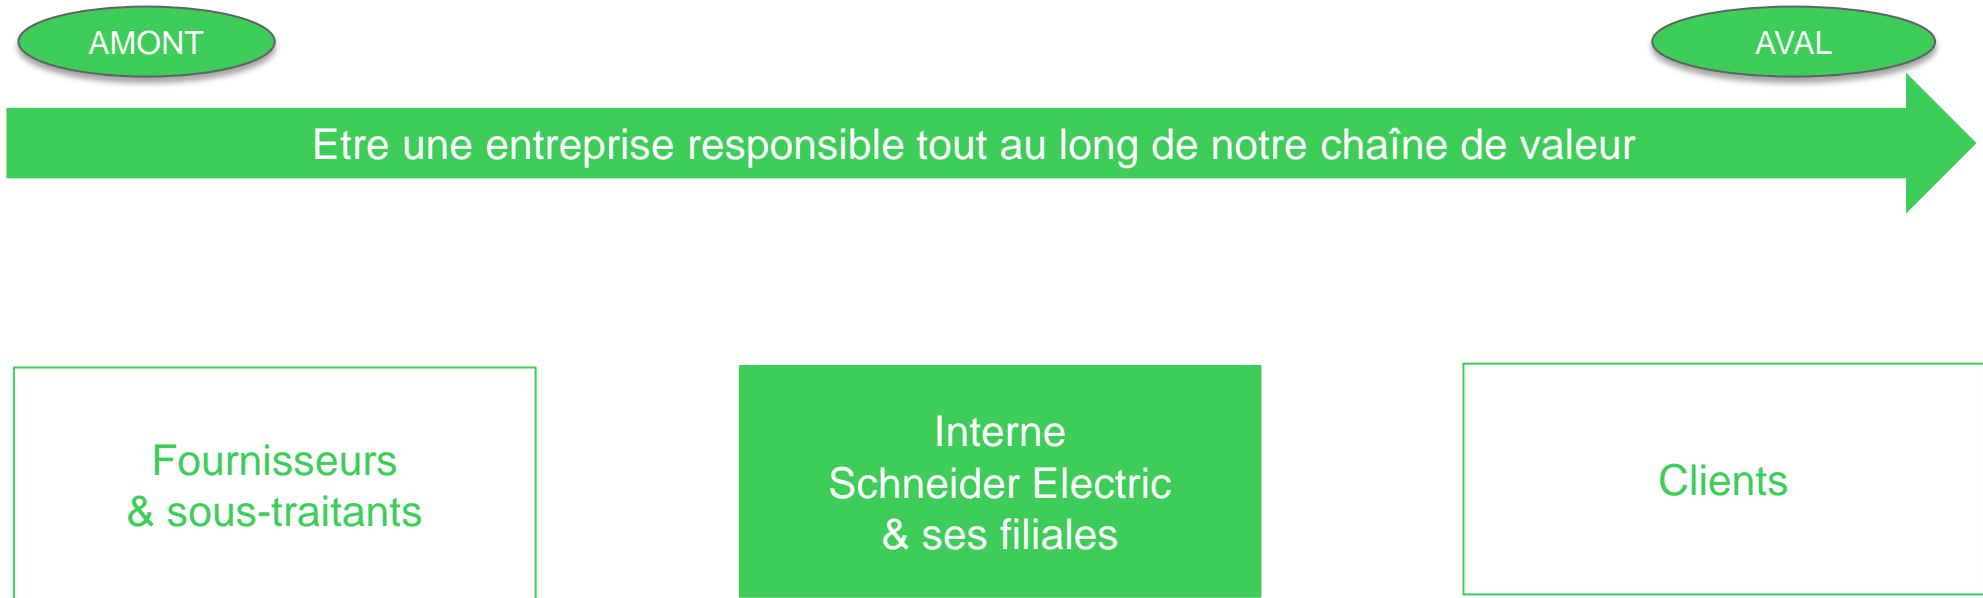 AMONT
AVAL
Etre une entreprise responsible tout au long de notre chaîne de valeur
Fournisseurs
& sous-traitants
Interne
Schneider Electric
& ses filiales
Clients